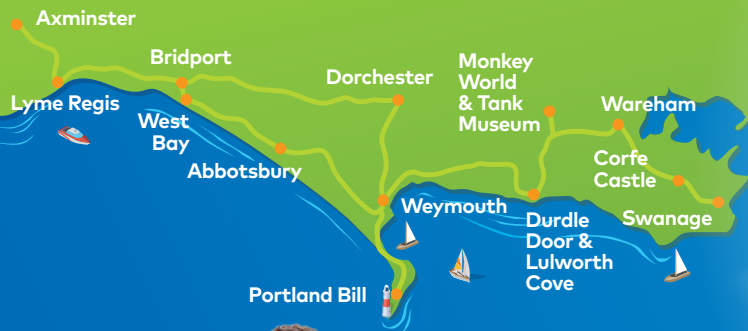 Axminster
Bridport
Dorchester
Monkey
World
& Tank
Museum
Wareham
Lyme Regis
West
Bay
Abbotsbury
Corfe
Castle
Weymouth
Durdle
Door &
Lulworth
Cove
Swanage
Portland Bill